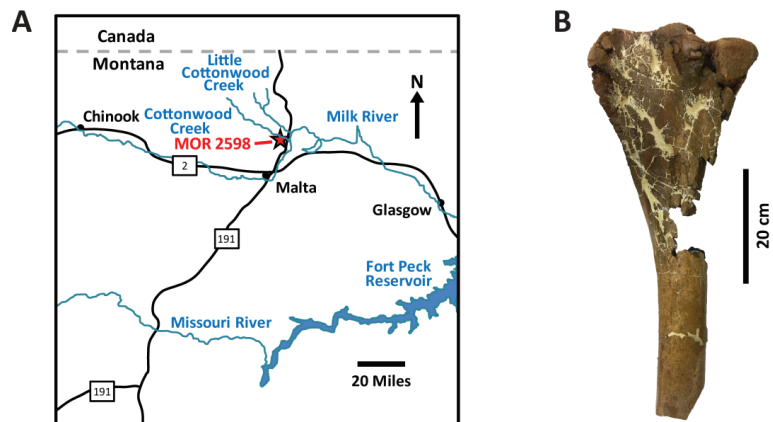 A
B
Canada
Montana
Little
Cottonwood
Creek
N
Chinook
Cottonwood
Creek
Milk River
MOR 2598
2
Malta
Glasgow
191
20 cm
Fort Peck
Reservoir
Missouri River
20 Miles
191